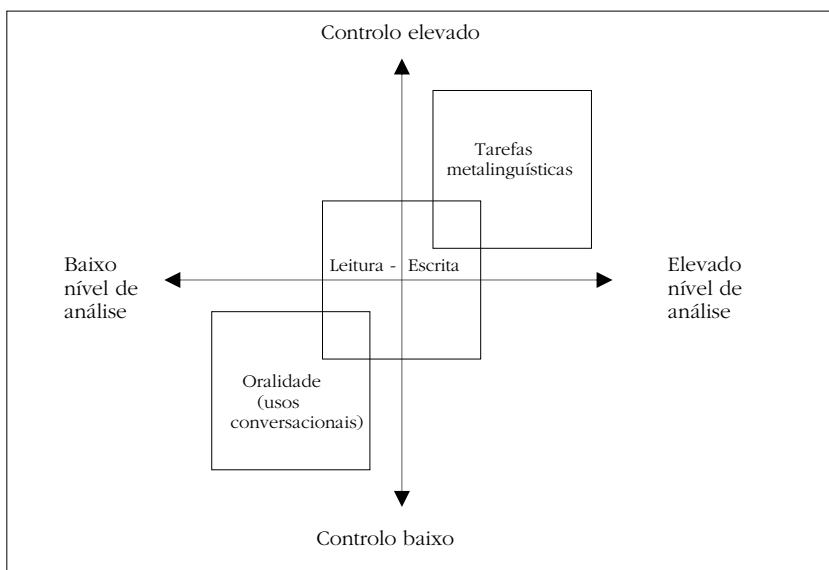 Controlo elevado
Tarefas
metalinguísticas
Baixo
nível de
análise
Leitura - Escrita
Elevado
nível de
análise
Oralidade
(usos
conversacionais)
Controlo baixo